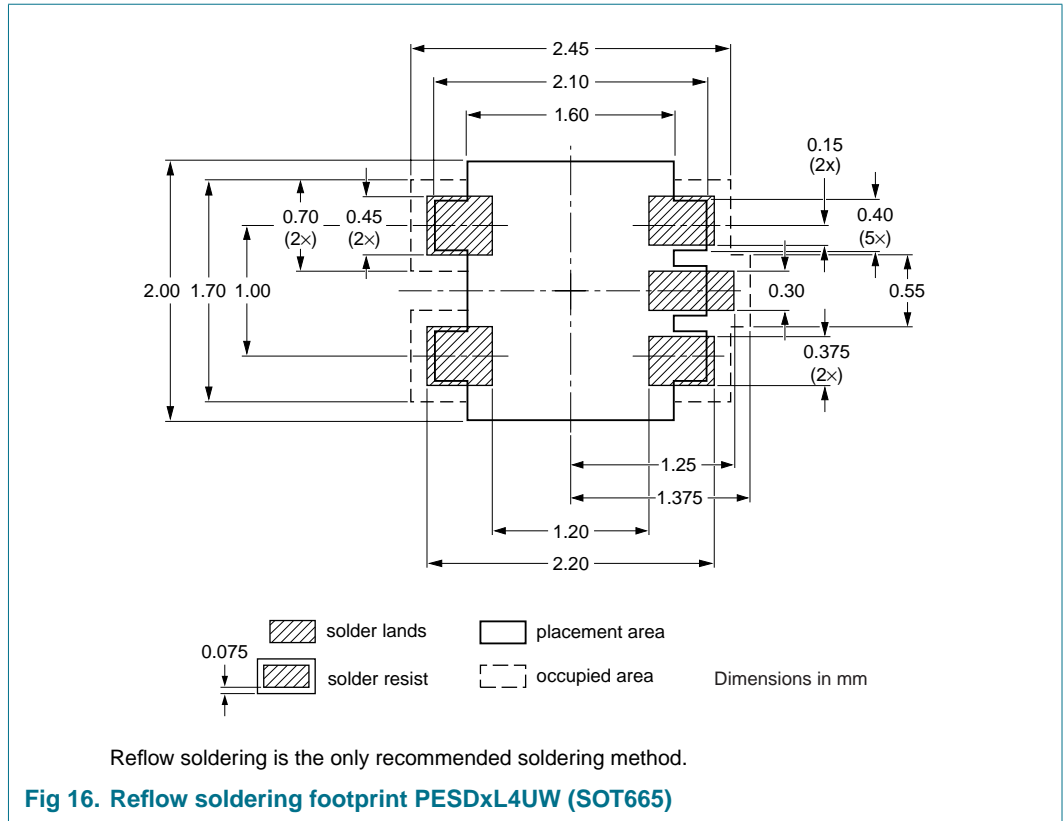 2.45
2.10
1.60
0.15
(2x)
0.70
(2×)
0.45
(2×)
0.40
(5×)
2.00
1.70
1.00
0.30
0.55
0.375
(2×)
1.25
1.375
1.20
2.20
solder lands
placement area
0.075
solder resist
occupied area
Dimensions in mm
Reflow soldering is the only recommended soldering method.
Fig 16. Reflow soldering footprint PESDxL4UW (SOT665)